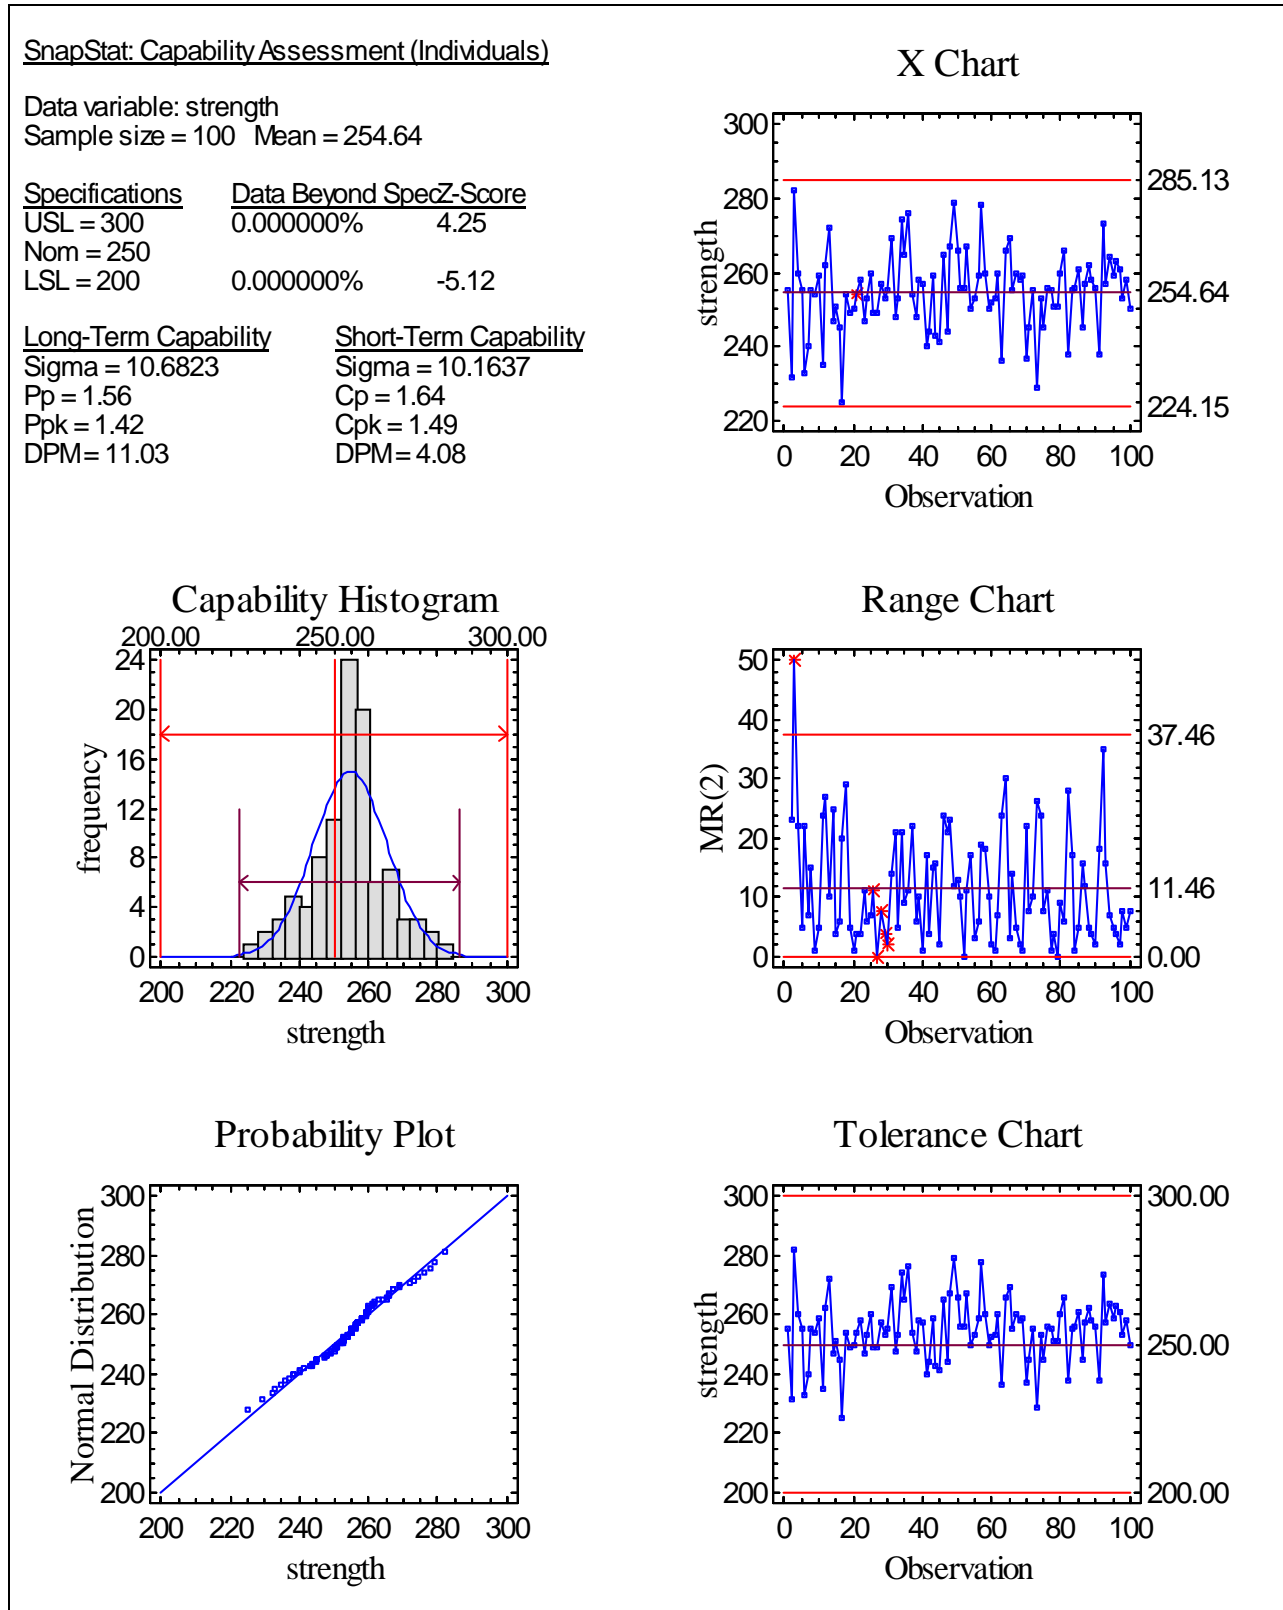 SnapStat: Capability Assessment (Individuals)
Data variable: strength
Sample size = 100 Mean = 254.64
Specifications Data Beyond Spec Z-Score
USL = 300 0.000000% 4.25
Nom = 250
LSL = 200 0.000000% -5.12
Long-Term Capability Short-Term Capability
Sigma = 10.6823 Sigma = 10.1637
Pp = 1.56 Cp = 1.64
Ppk = 1.42 Cpk = 1.49
DPM = 11.03 DPM = 4.08
X Chart
300
280
260
240
220
strength
285.13
254.64
224.15
0 20 40 60 80 100
Observation
Capability Histogram
200.00 250.00 300.00
24
20
16
12
8
4
0
frequency
200 220 240 260 280 300
strength
Range Chart
50
40
30
20
10
0
MR(2)
37.46
11.46
0.00
0 20 40 60 80 100
Observation
Probability Plot
300
280
260
240
220
200
Normal Distribution
200 220 240 260 280 300
strength
Tolerance Chart
300
280
260
240
220
200
strength
300.00
250.00
200.00
0 20 40 60 80 100
Observation